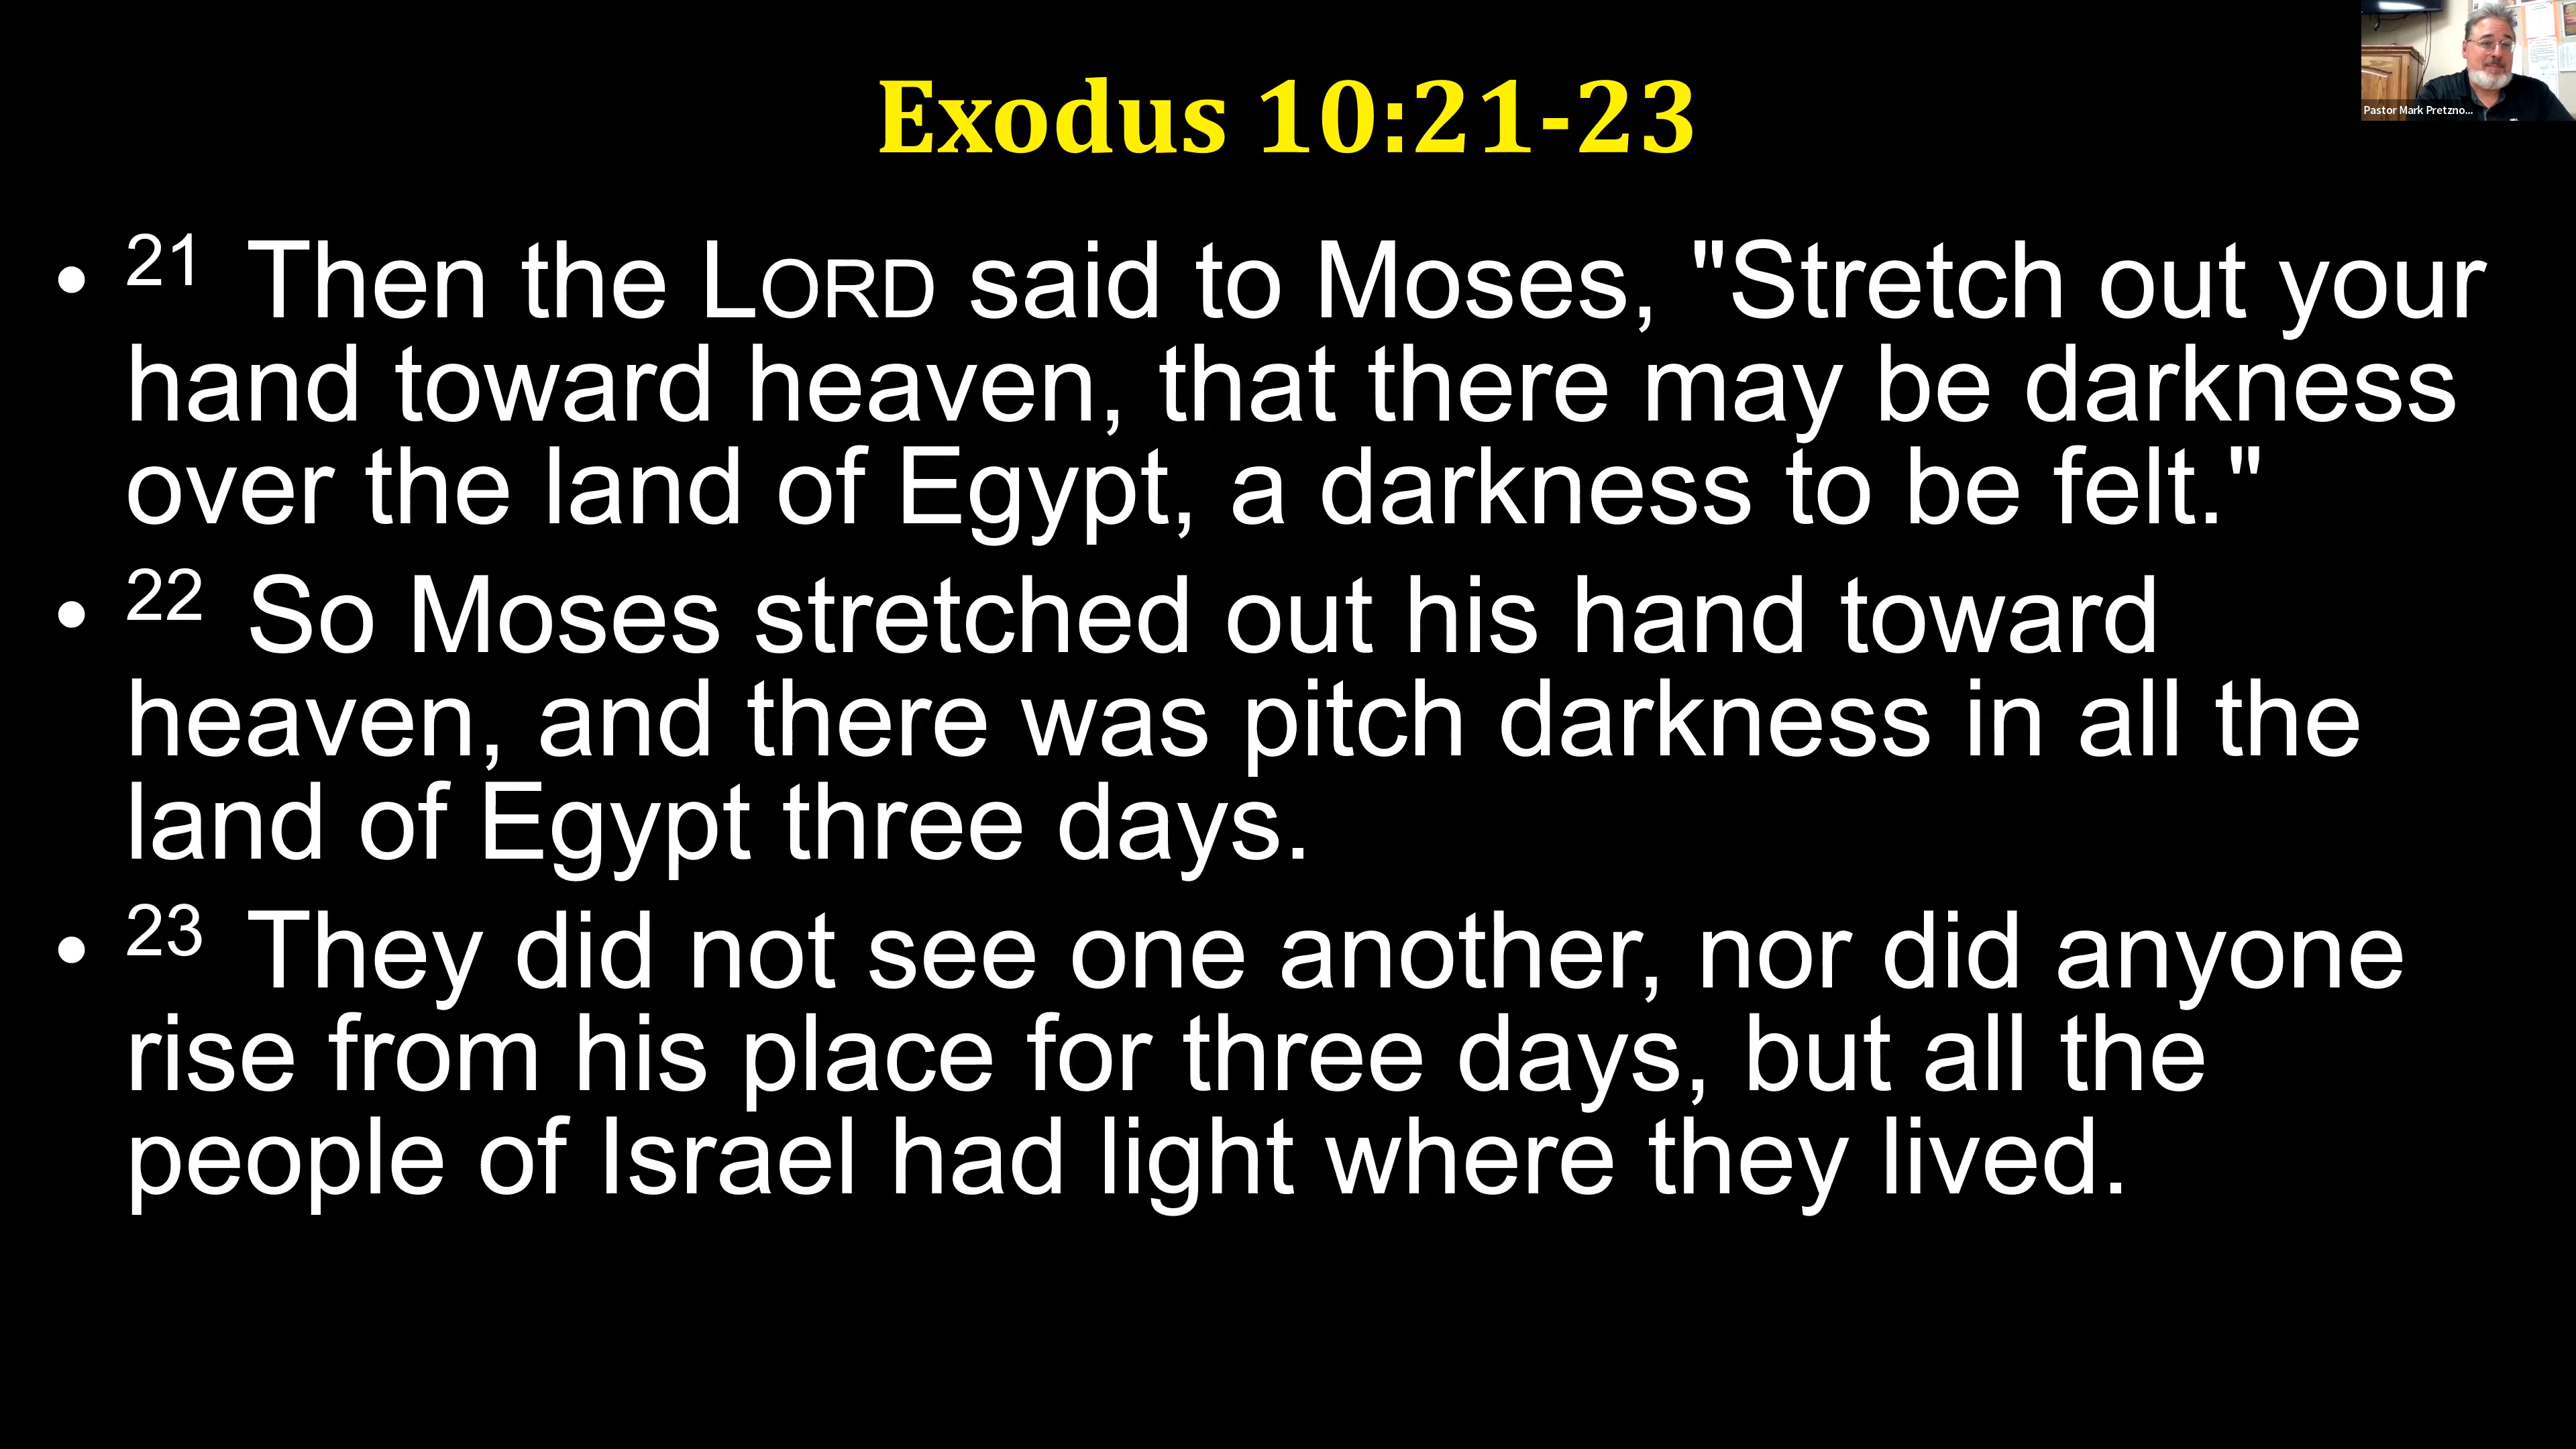 Exodus 10:21-23
Pastor Mark Pretzno...
• 21 Then the LORD said to Moses, "Stretch out your
hand toward heaven, that there may be darkness
over the land of Egypt, a darkness to be felt."
• 22 So Moses stretched out his hand toward
heaven, and there was pitch darkness in all the
land of Egypt three days.
• 23 They did not see one another, nor did anyone
rise from his place for three days, but all the
people of Israel had light where they lived.